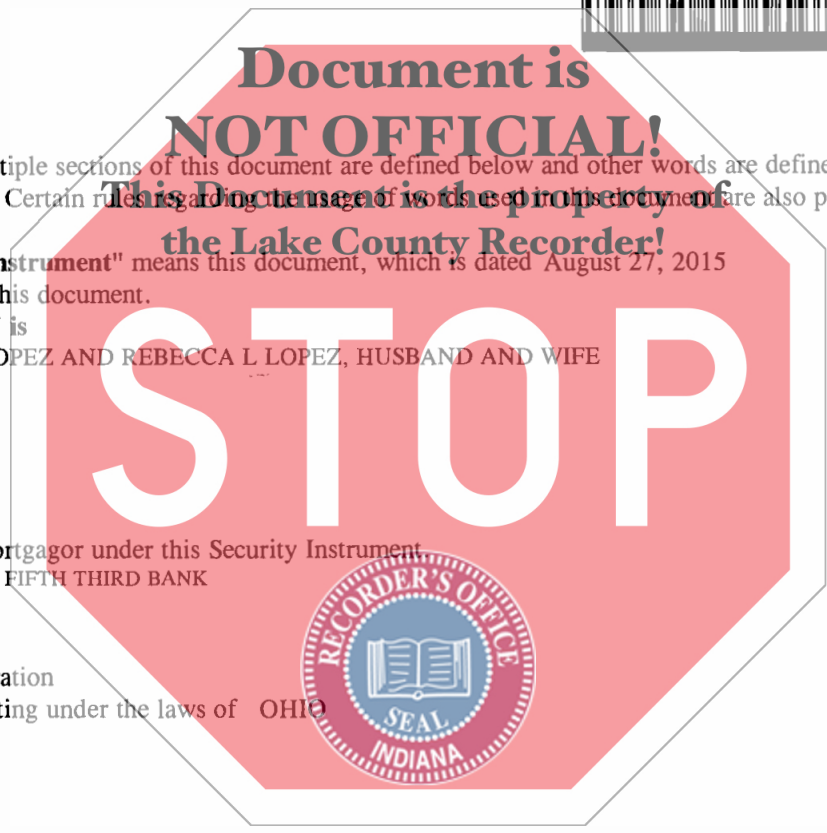 Document is
NOT OFFICIAL!
tiple sections of this document are defined below and other words are define
Certain rules regarding the usage of words used in this document are also p
This Document is the property of
the Lake County Recorder!
nstrument" means this document, which is dated August 27, 2015
his document.
is
OPEZ AND REBECCA L LOPEZ, HUSBAND AND WIFE
STOP
ortgagor under this Security Instrument.
FIFTH THIRD BANK
RECORDER'S OFFICE
SEAL
INDIANA
ation
ting under the laws of OHIO